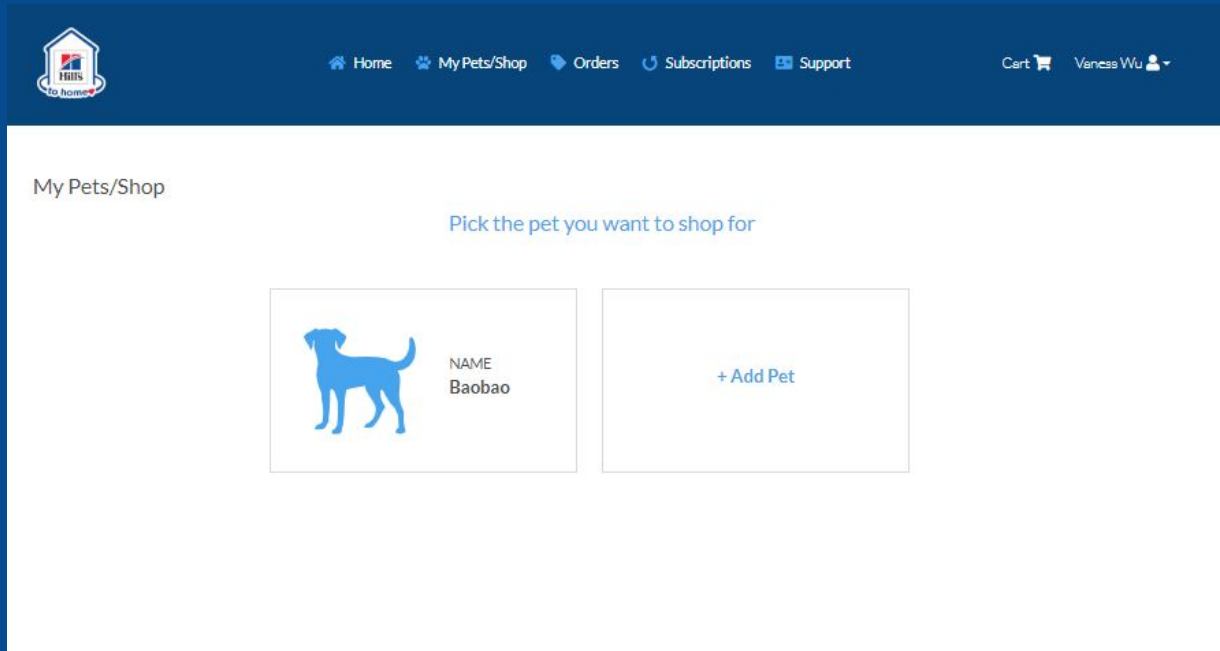 Hill's
to home
Home My Pets/Shop Orders Subscriptions Support Cart Vaness Wu
My Pets/Shop
Pick the pet you want to shop for
NAME
Baobao
+ Add Pet